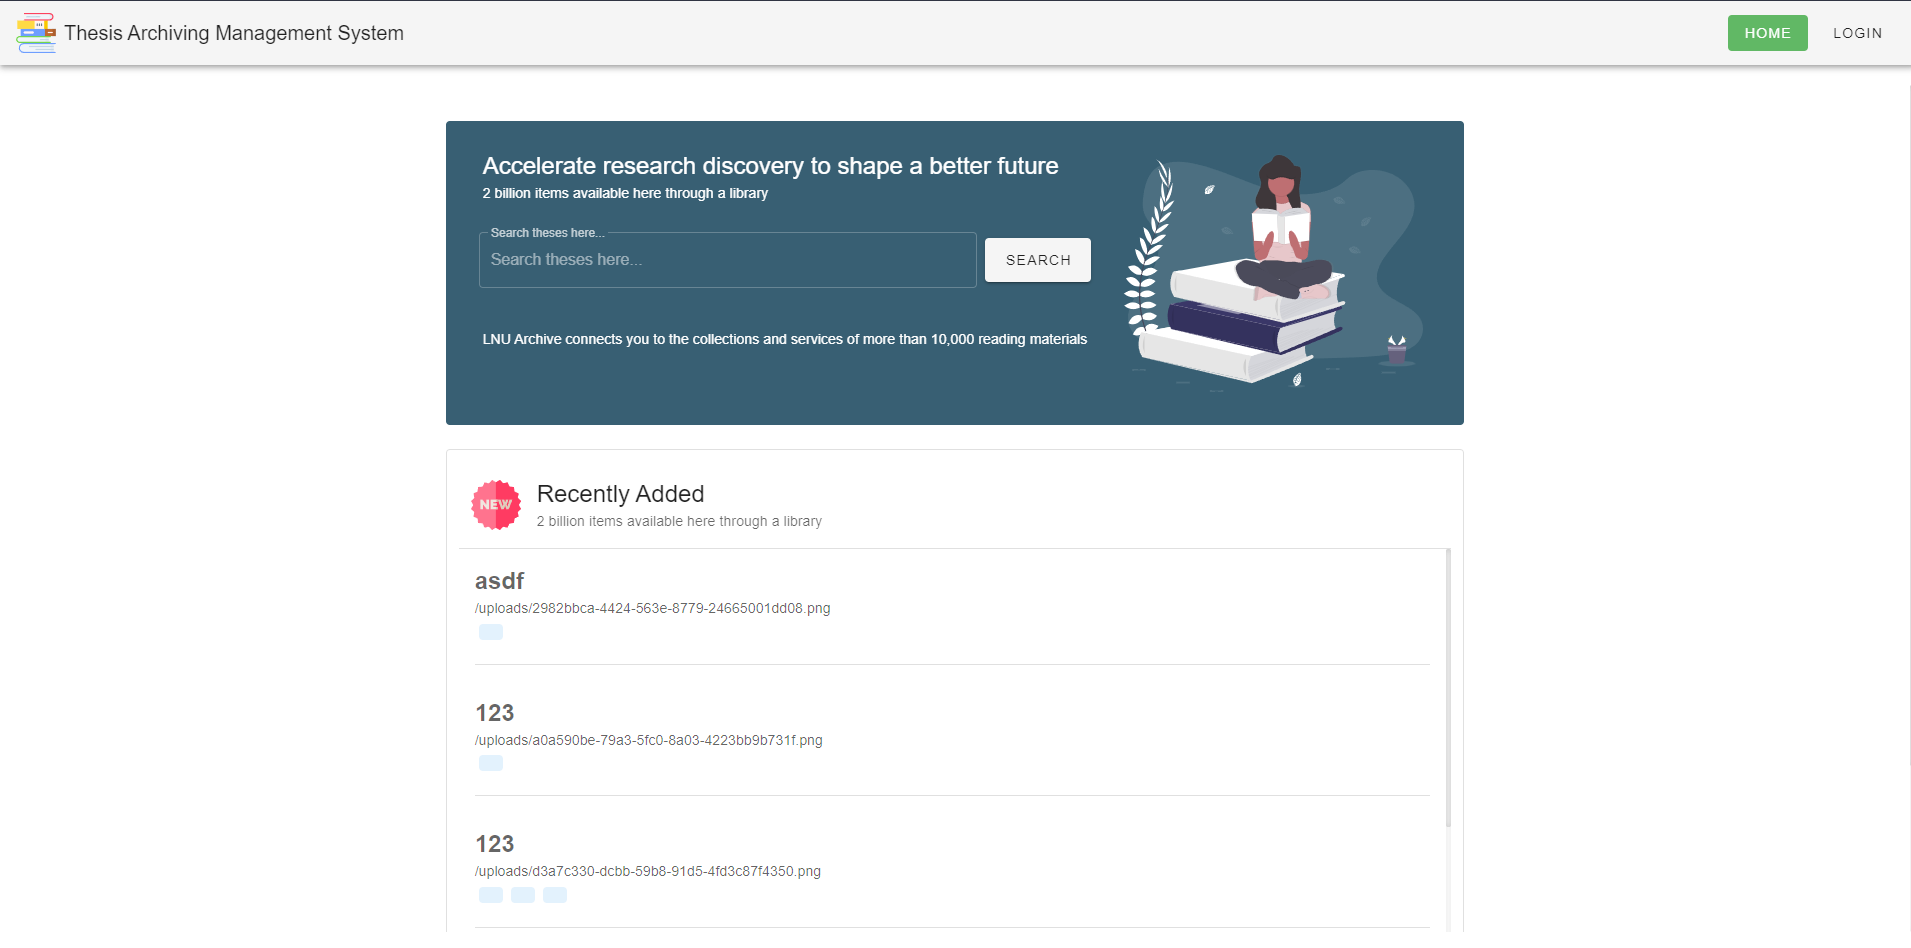 Thesis Archiving Management System
HOME
LOGIN
Accelerate research discovery to shape a better future
2 billion items available here through a library
Search theses here...
Search theses here...
SEARCH
LNU Archive connects you to the collections and services of more than 10,000 reading materials
NEW
Recently Added
2 billion items available here through a library
asdf
/uploads/2982bbca-4424-563e-8779-24665001dd08.png
123
/uploads/a0a590be-79a3-5fc0-8a03-4223bb9b731f.png
123
/uploads/d3a7c330-dcbb-59b8-91d5-4fd3c87f4350.png